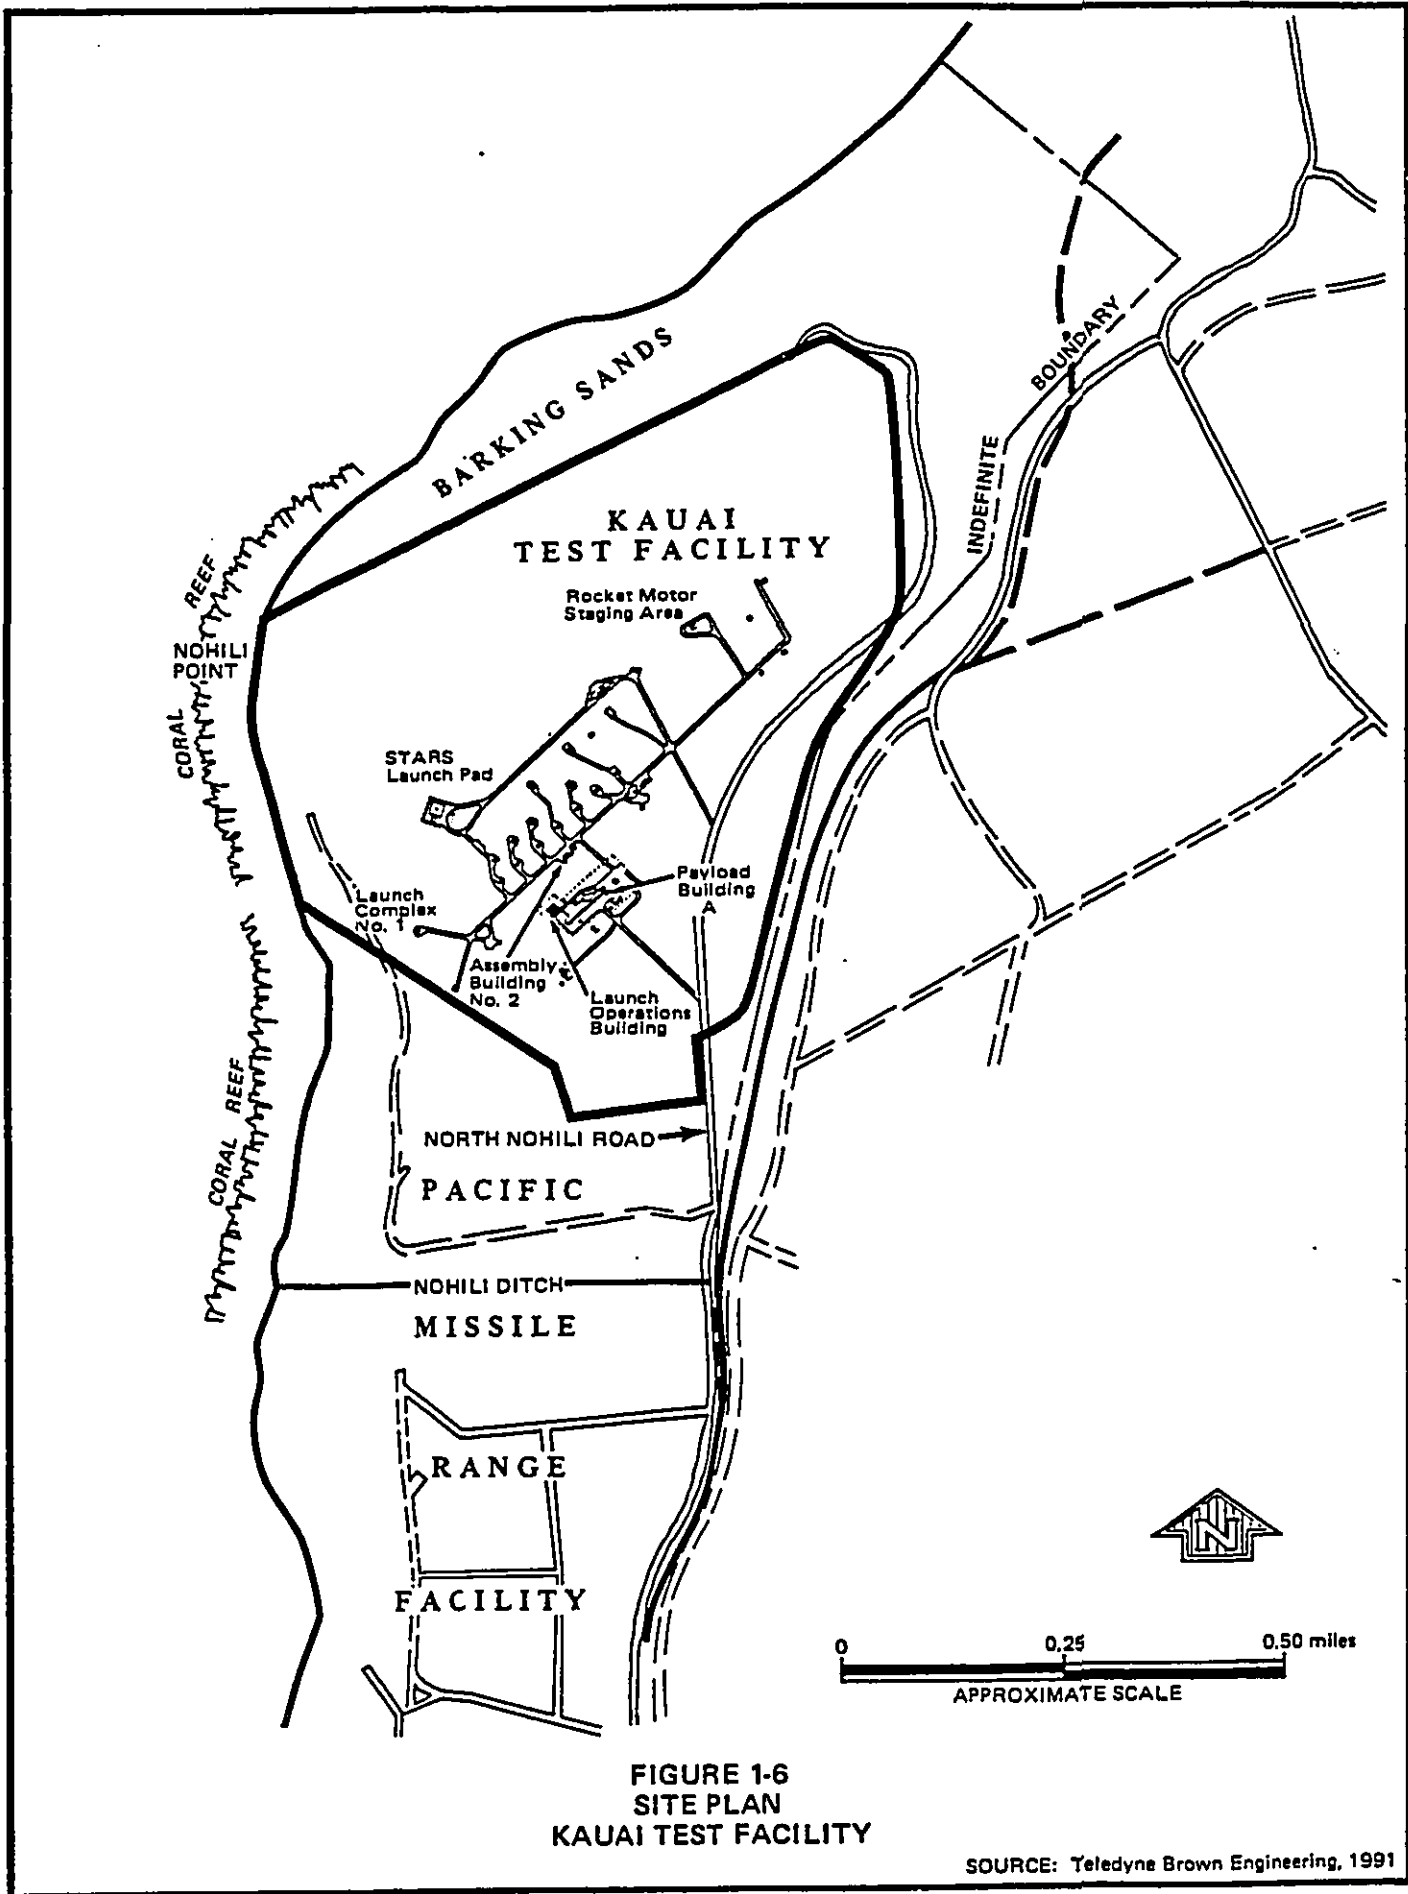 BOUNDARY
BARKING SANDS
INDEFINITE
KAUAI
TEST FACILITY
REEF
CORAL
Rocket Motor
Staging Area
NOHILI
POINT
STARS
Launch Pad
Payload
Building
A
Launch
Complex
No. 1
Assembly
Building
No. 2
Launch
Operations
Building
CORAL REEF
NORTH NOHILI ROAD
PACIFIC
NOHILI DITCH
MISSILE
RANGE
FACILITY
N
0 0.25 0.50 miles
APPROXIMATE SCALE
FIGURE 1-6
SITE PLAN
KAUAI TEST FACILITY
SOURCE: Teledyne Brown Engineering, 1991